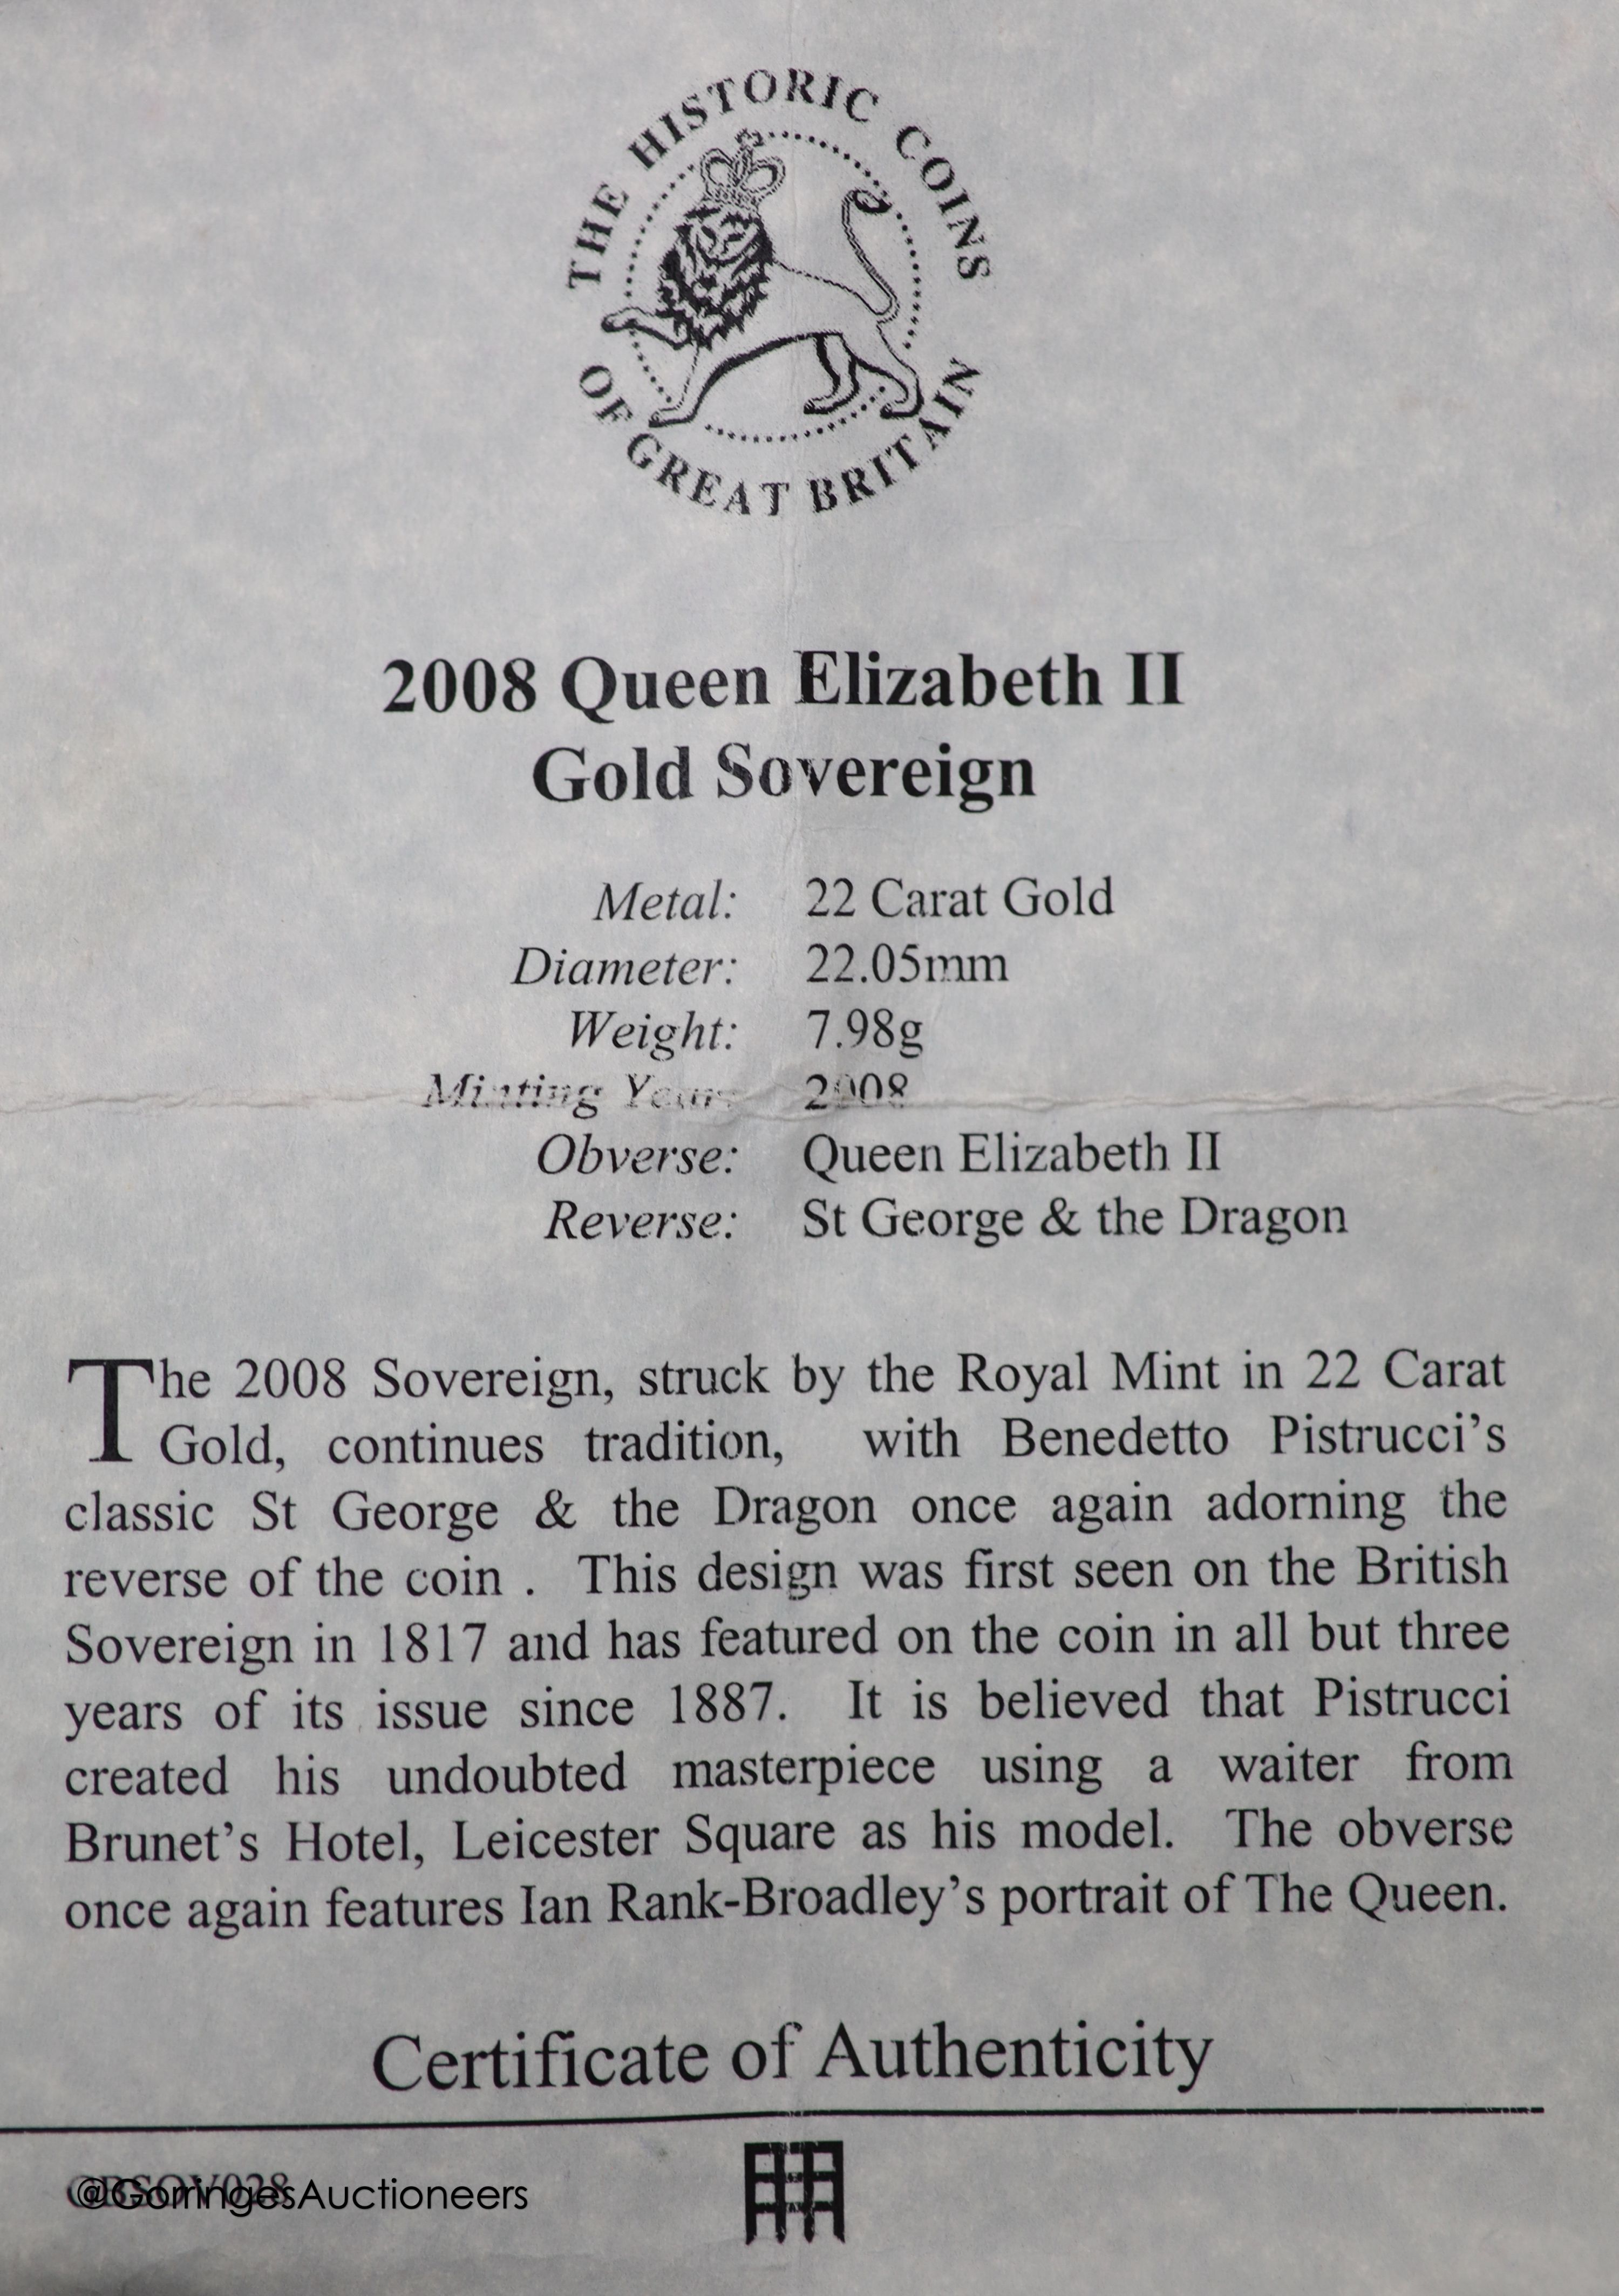 THE HISTORIC COINS
OF GREAT BRITAIN
2008 Queen Elizabeth II
Gold Sovereign
Metal: 22 Carat Gold
Diameter: 22.05mm
Weight: 7.98g
Minting Year: 2008
Obverse: Queen Elizabeth II
Reverse: St George & the Dragon
The 2008 Sovereign, struck by the Royal Mint in 22 Carat
Gold, continues tradition, with Benedetto Pistrucci's
classic St George & the Dragon once again adorning the
reverse of the coin . This design was first seen on the British
Sovereign in 1817 and has featured on the coin in all but three
years of its issue since 1887. It is believed that Pistrucci
created his undoubted masterpiece using a waiter from
Brunet's Hotel, Leicester Square as his model. The obverse
once again features Ian Rank-Broadley's portrait of The Queen.
Certificate of Authenticity
@GorringesAuctioneers